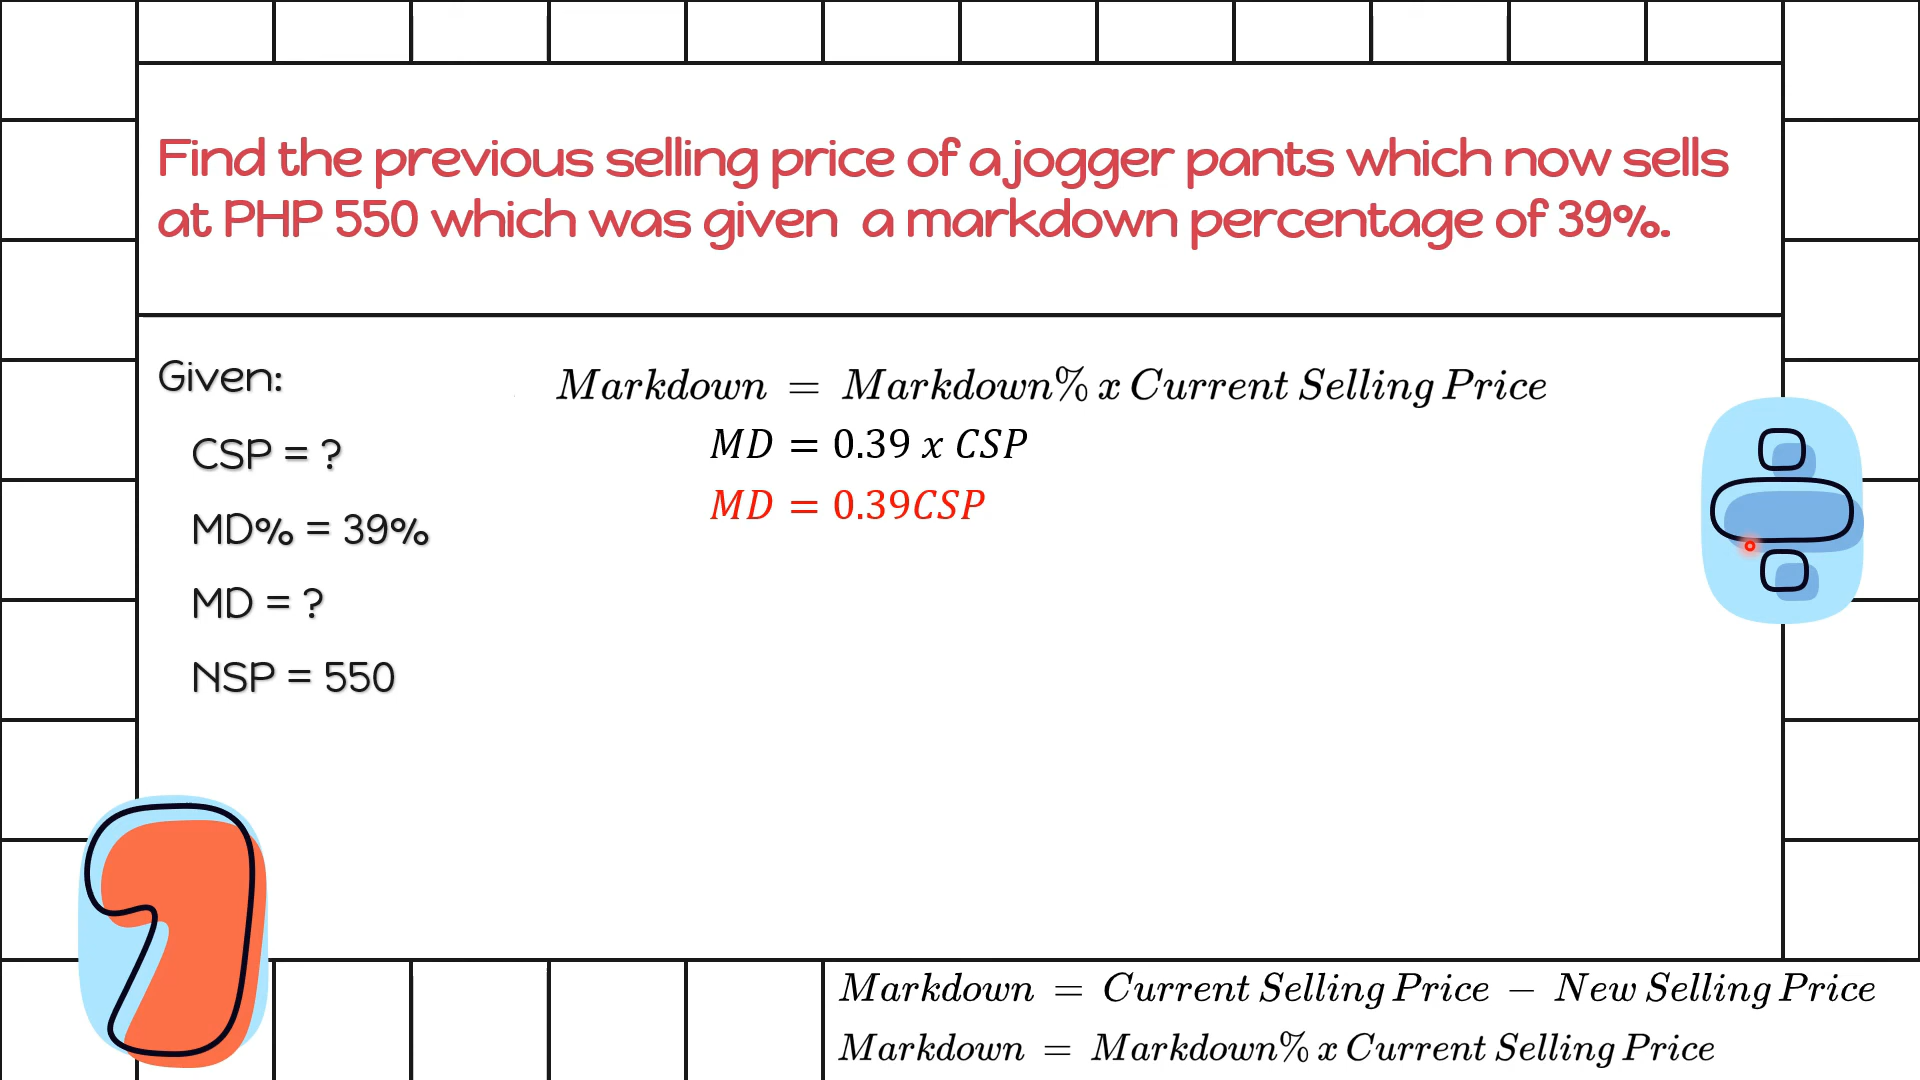 Find the previous selling price of a jogger pants which now sells
at PHP 550 which was given a markdown percentage of 39%.
Given:
CSP = ?
MD% = 39%
MD = ?
NSP = 550
Markdown = Markdown% x Current Selling Price
MD = 0.39 x CSP
MD = 0.39CSP
Markdown = Current Selling Price − New Selling Price
Markdown = Markdown% x Current Selling Price